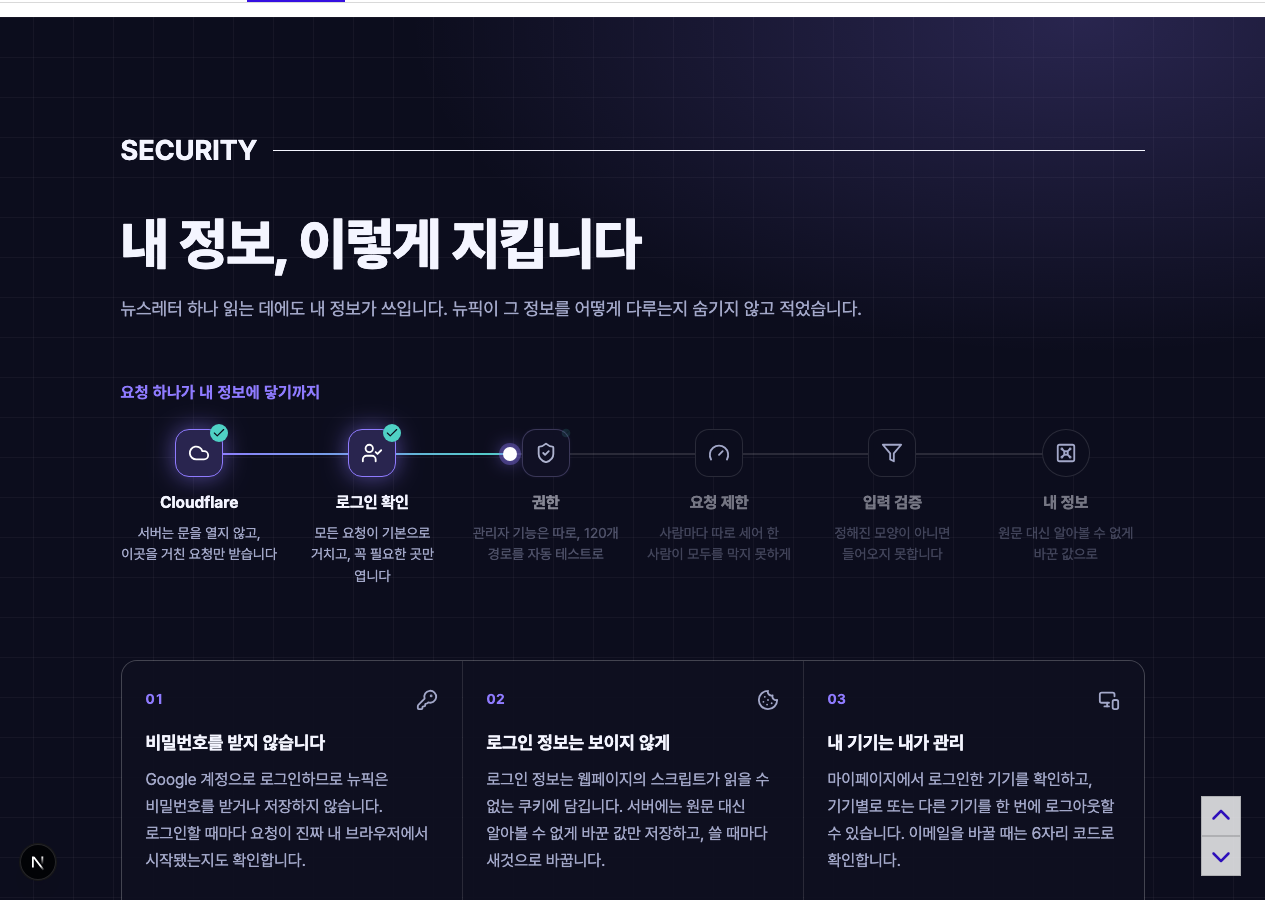 SECURITY
내 정보, 이렇게 지킵니다
뉴스레터 하나 읽는 데에도 내 정보가 쓰입니다. 뉴픽이 그 정보를 어떻게 다루는지 숨기지 않고 적었습니다.
요청 하나가 내 정보에 닿기까지
Cloudflare
서버는 문을 열지 않고,
이곳을 거친 요청만 받습니다
로그인 확인
모든 요청이 기본으로
거치고, 꼭 필요한 곳만
엽니다
권한
관리자 기능은 따로, 120개
경로를 자동 테스트로
요청 제한
사람마다 따로 세어 한
사람이 모두를 막지 못하게
입력 검증
정해진 모양이 아니면
들어오지 못합니다
내 정보
원문 대신 알아볼 수 없게
바꾼 값으로
01
비밀번호를 받지 않습니다
Google 계정으로 로그인하므로 뉴픽은
비밀번호를 받거나 저장하지 않습니다.
로그인할 때마다 요청이 진짜 내 브라우저에서
시작됐는지도 확인합니다.
02
로그인 정보는 보이지 않게
로그인 정보는 웹페이지의 스크립트가 읽을 수
없는 쿠키에 담깁니다. 서버에는 원문 대신
알아볼 수 없게 바꾼 값만 저장하고, 쓸 때마다
새것으로 바꿉니다.
03
내 기기는 내가 관리
마이페이지에서 로그인한 기기를 확인하고,
기기별로 또는 다른 기기를 한 번에 로그아웃할
수 있습니다. 이메일을 바꿀 때는 6자리 코드로
확인합니다.
N